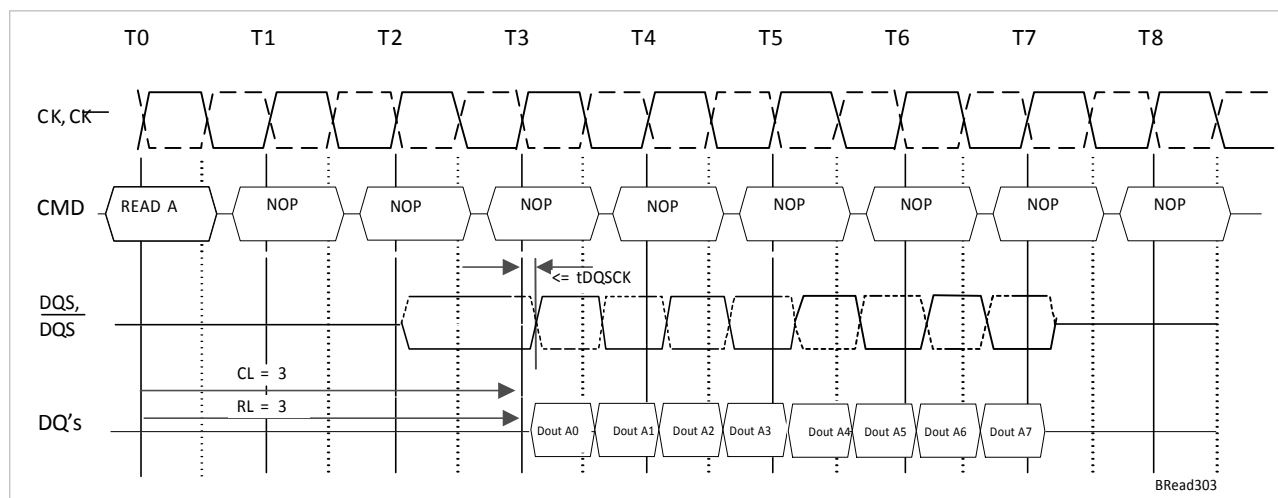 T0 T1 T2 T3 T4 T5 T6 T7 T8
CK, CK
CMD READ A NOP NOP NOP NOP NOP NOP NOP NOP
<= tDQSCK
DQS,
DQS
CL = 3
RL = 3
DQ’s Dout A0 Dout A1 Dout A2 Dout A3 Dout A4 Dout A5 Dout A6 Dout A7
BRead303